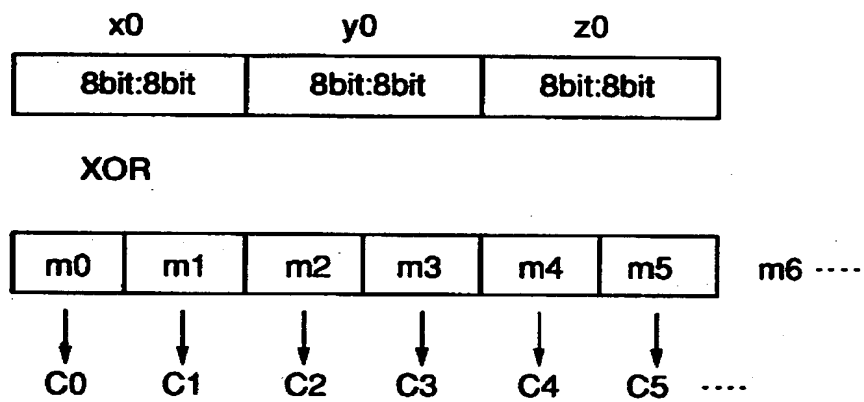 x0 y0 z0
8bit:8bit 8bit:8bit 8bit:8bit
XOR
m0 m1 m2 m3 m4 m5 m6 ----
C0 C1 C2 C3 C4 C5 ----